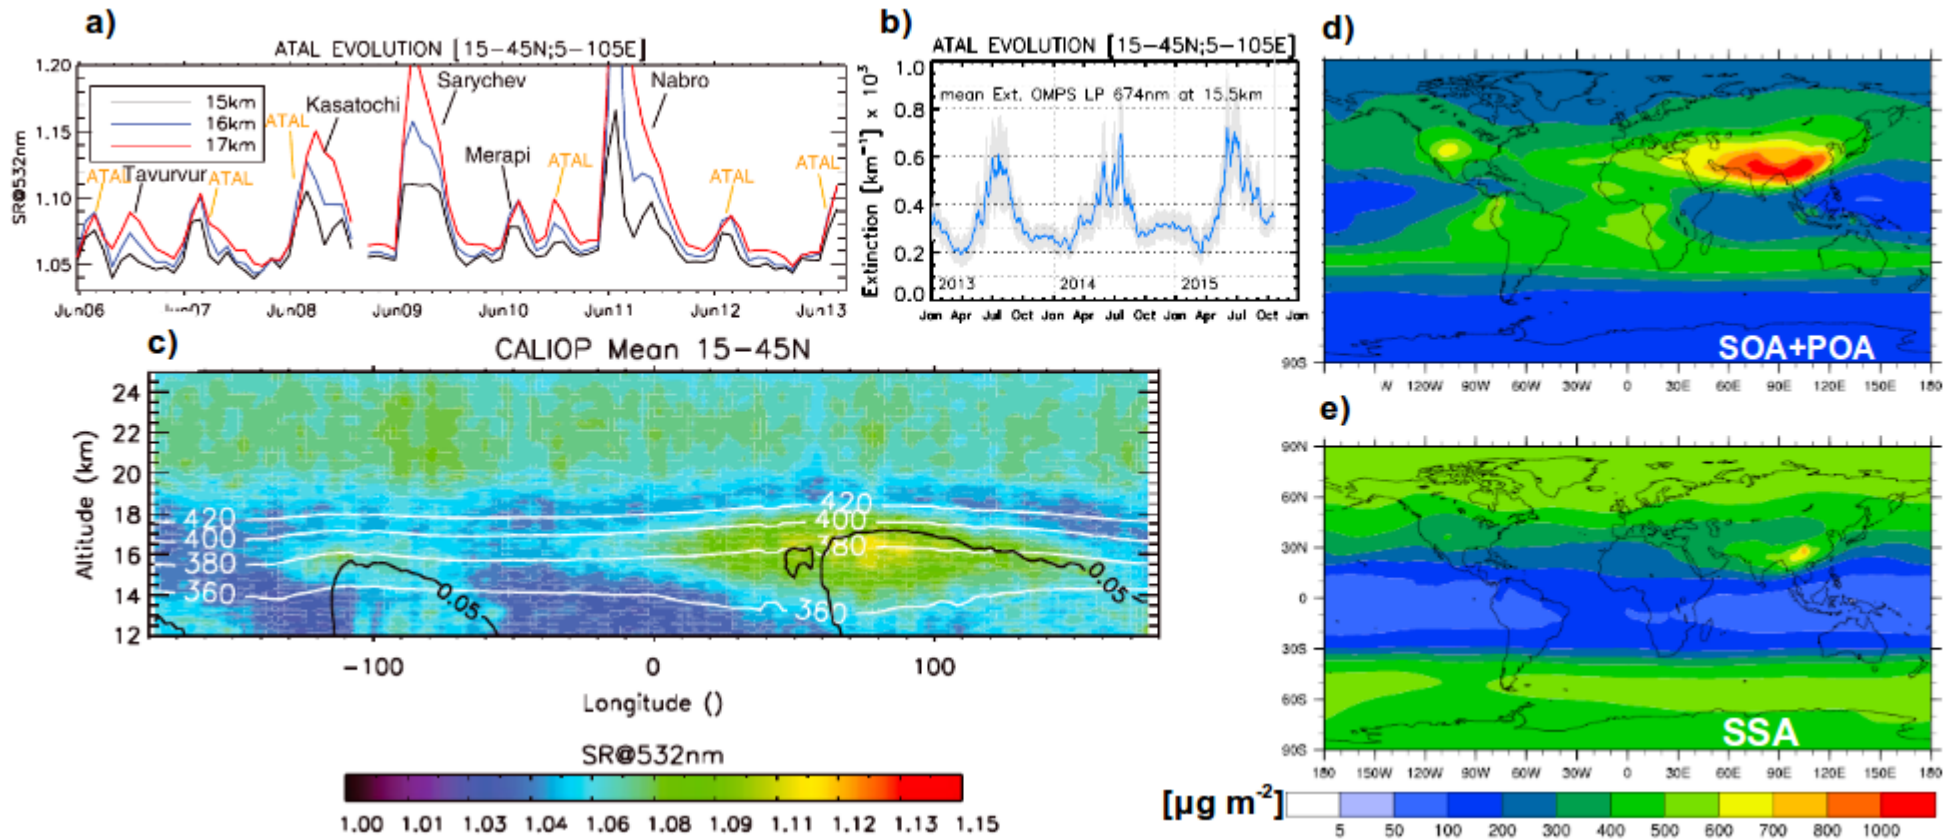 a)
ATAL EVOLUTION [15−45N;5−105E]
SR@532nm
1.20
1.15
1.10
1.05
15km
16km
17km
ATAL
Tavurvur
ATAL
ATAL
Kasatochi
Sarychev
Merapi
ATAL
Nabro
ATAL
ATAL
Jun06
Jun07
Jun08
Jun09
Jun10
Jun11
Jun12
Jun13
b)
ATAL EVOLUTION [15−45N;5−105E]
mean Ext. OMPS LP 674nm at 15.5km
Extinction [km⁻¹] × 10³
1.0
0.8
0.6
0.4
0.2
0.0
2013 2014 2015
Jan Apr Jul Oct Jan Apr Jul Oct Jan Apr Jul Oct Jan
c)
CALIOP Mean 15−45N
Altitude (km)
24
22
20
18
16
14
12
420
400
380
360
0.05
420
400
380
360
0.05
−100 0 100
Longitude ()
SR@532nm
1.00 1.01 1.03 1.04 1.06 1.08 1.09 1.11 1.12 1.13 1.15
d)
SOA+POA
90S
W 120W 90W 60W 30W 0 30E 60E 90E 120E 150E 180
e)
90N
60N
30N
0
30S
60S
90S
SSA
180 150W 120W 90W 60W 30W 0 30E 60E 90E 120E 150E 180
[µg m⁻²]
5 50 100 200 300 400 500 600 700 800 1000